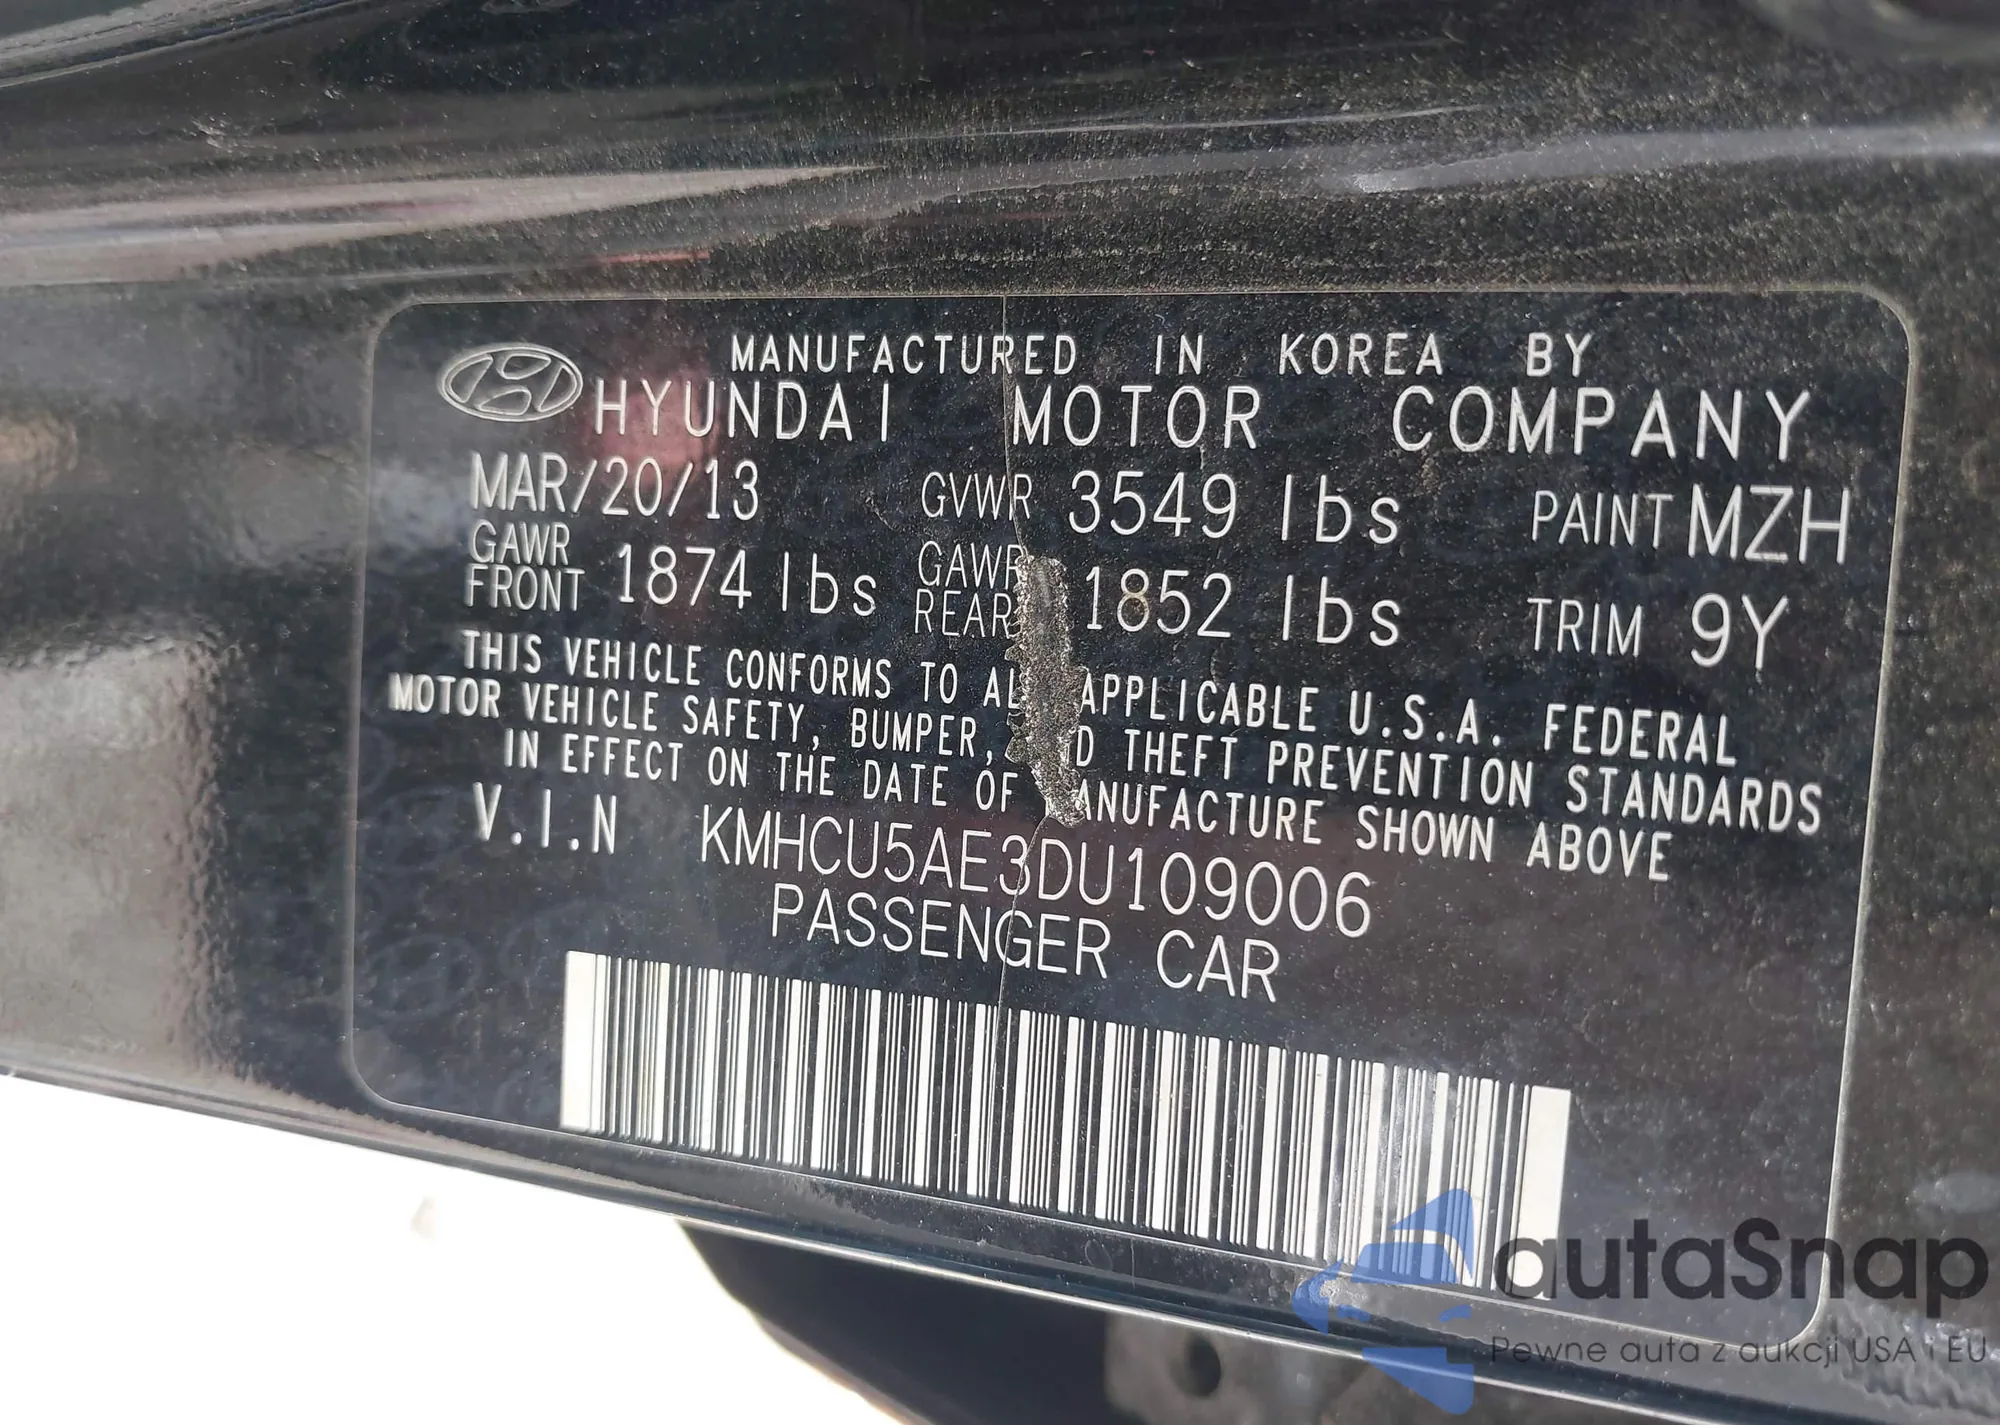 MANUFACTURED IN KOREA BY
HYUNDAI MOTOR COMPANY
MAR/20/13 GVWR 3549 lbs PAINT MZH
GAWR FRONT 1874 lbs GAWR REAR 1852 lbs TRIM 9Y
THIS VEHICLE CONFORMS TO ALL APPLICABLE U.S.A. FEDERAL
MOTOR VEHICLE SAFETY, BUMPER, THEFT PREVENTION STANDARDS
IN EFFECT ON THE DATE OF MANUFACTURE SHOWN ABOVE
V.I.N KMHCU5AE3DU109006
PASSENGER CAR
autaSnap
Pewne auta z aukcji USA i EU